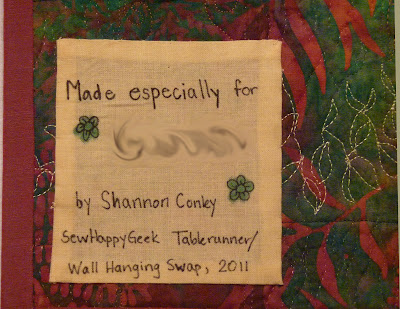 Made especially for
by Shannon Conley
SewHappyGeek Tablerunner/
Wall Hanging Swap, 2011